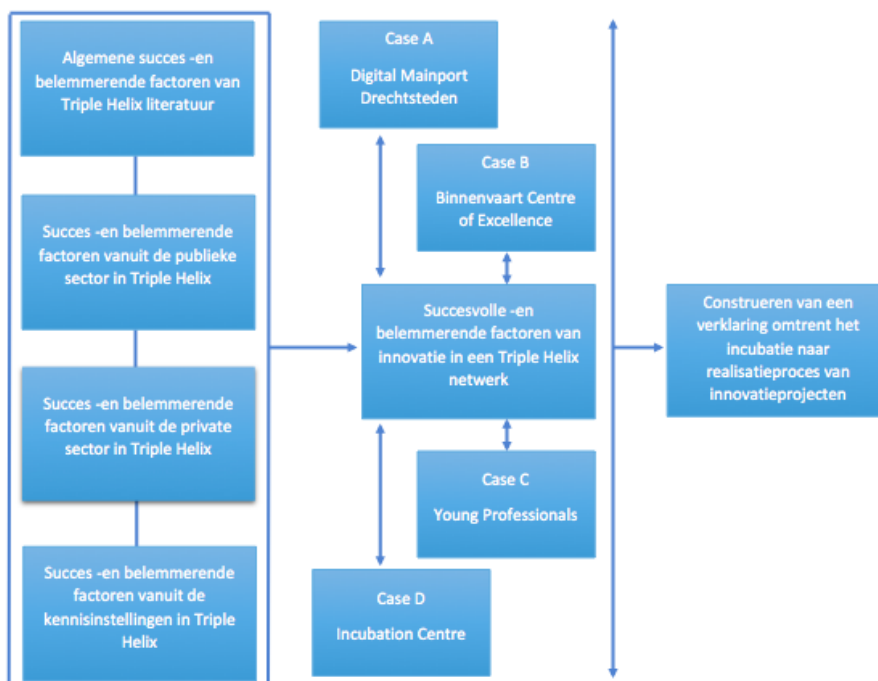 Algemene succes -en
belemmerende factoren van
Triple Helix literatuur
Succes -en belemmerende
factoren vanuit de publieke
sector in Triple Helix
Succes -en belemmerende
factoren vanuit de private
sector in Triple Helix
Succes -en belemmerende
factoren vanuit de
kennisinstellingen in Triple
Helix
Case A
Digital Mainport
Drechtsteden
Case B
Binnenvaart Centre
of Excellence
Succesvolle -en
belemmerende factoren van
innovatie in een Triple Helix
netwerk
Case C
Young Professionals
Case D
Incubation Centre
Construeren van een
verklaring omtrent het
incubatie naar
realisatieproces van
innovatieprojecten